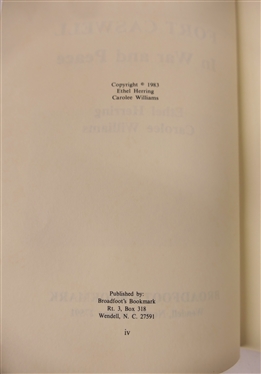 Copyright © 1983
Ethel Herring
Carolee Williams
Published by:
Broadfoot's Bookmark
Rt. 3, Box 318
Wendell, N. C. 27591
iv